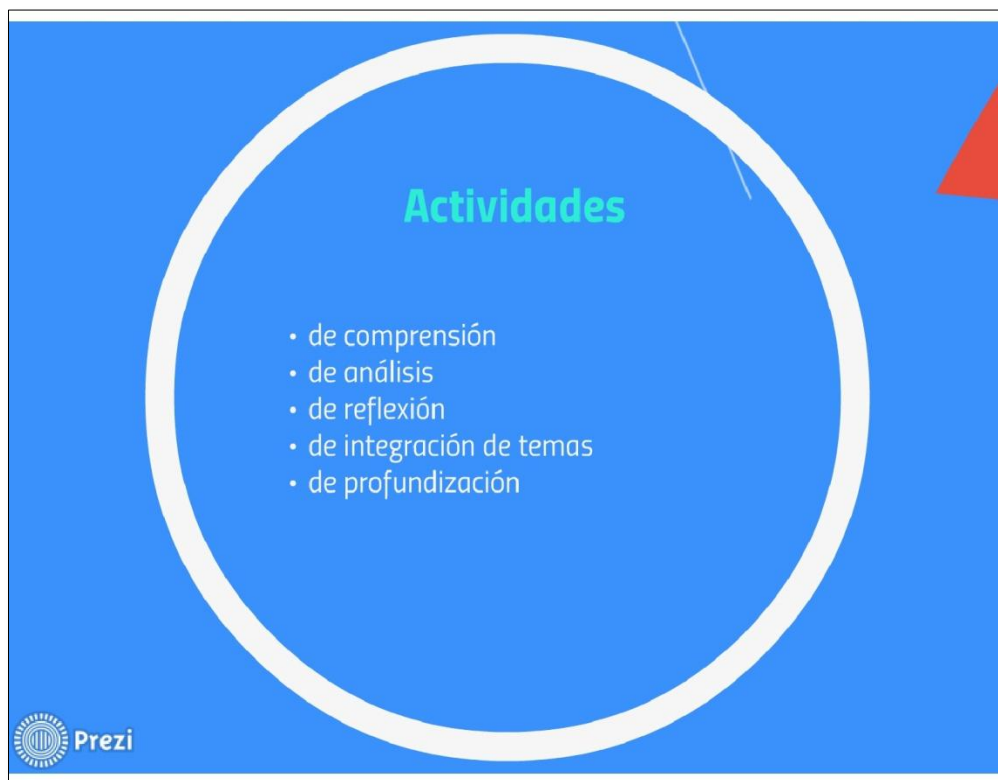 Actividades
• de comprensión
• de análisis
• de reflexión
• de integración de temas
• de profundización
Prezi